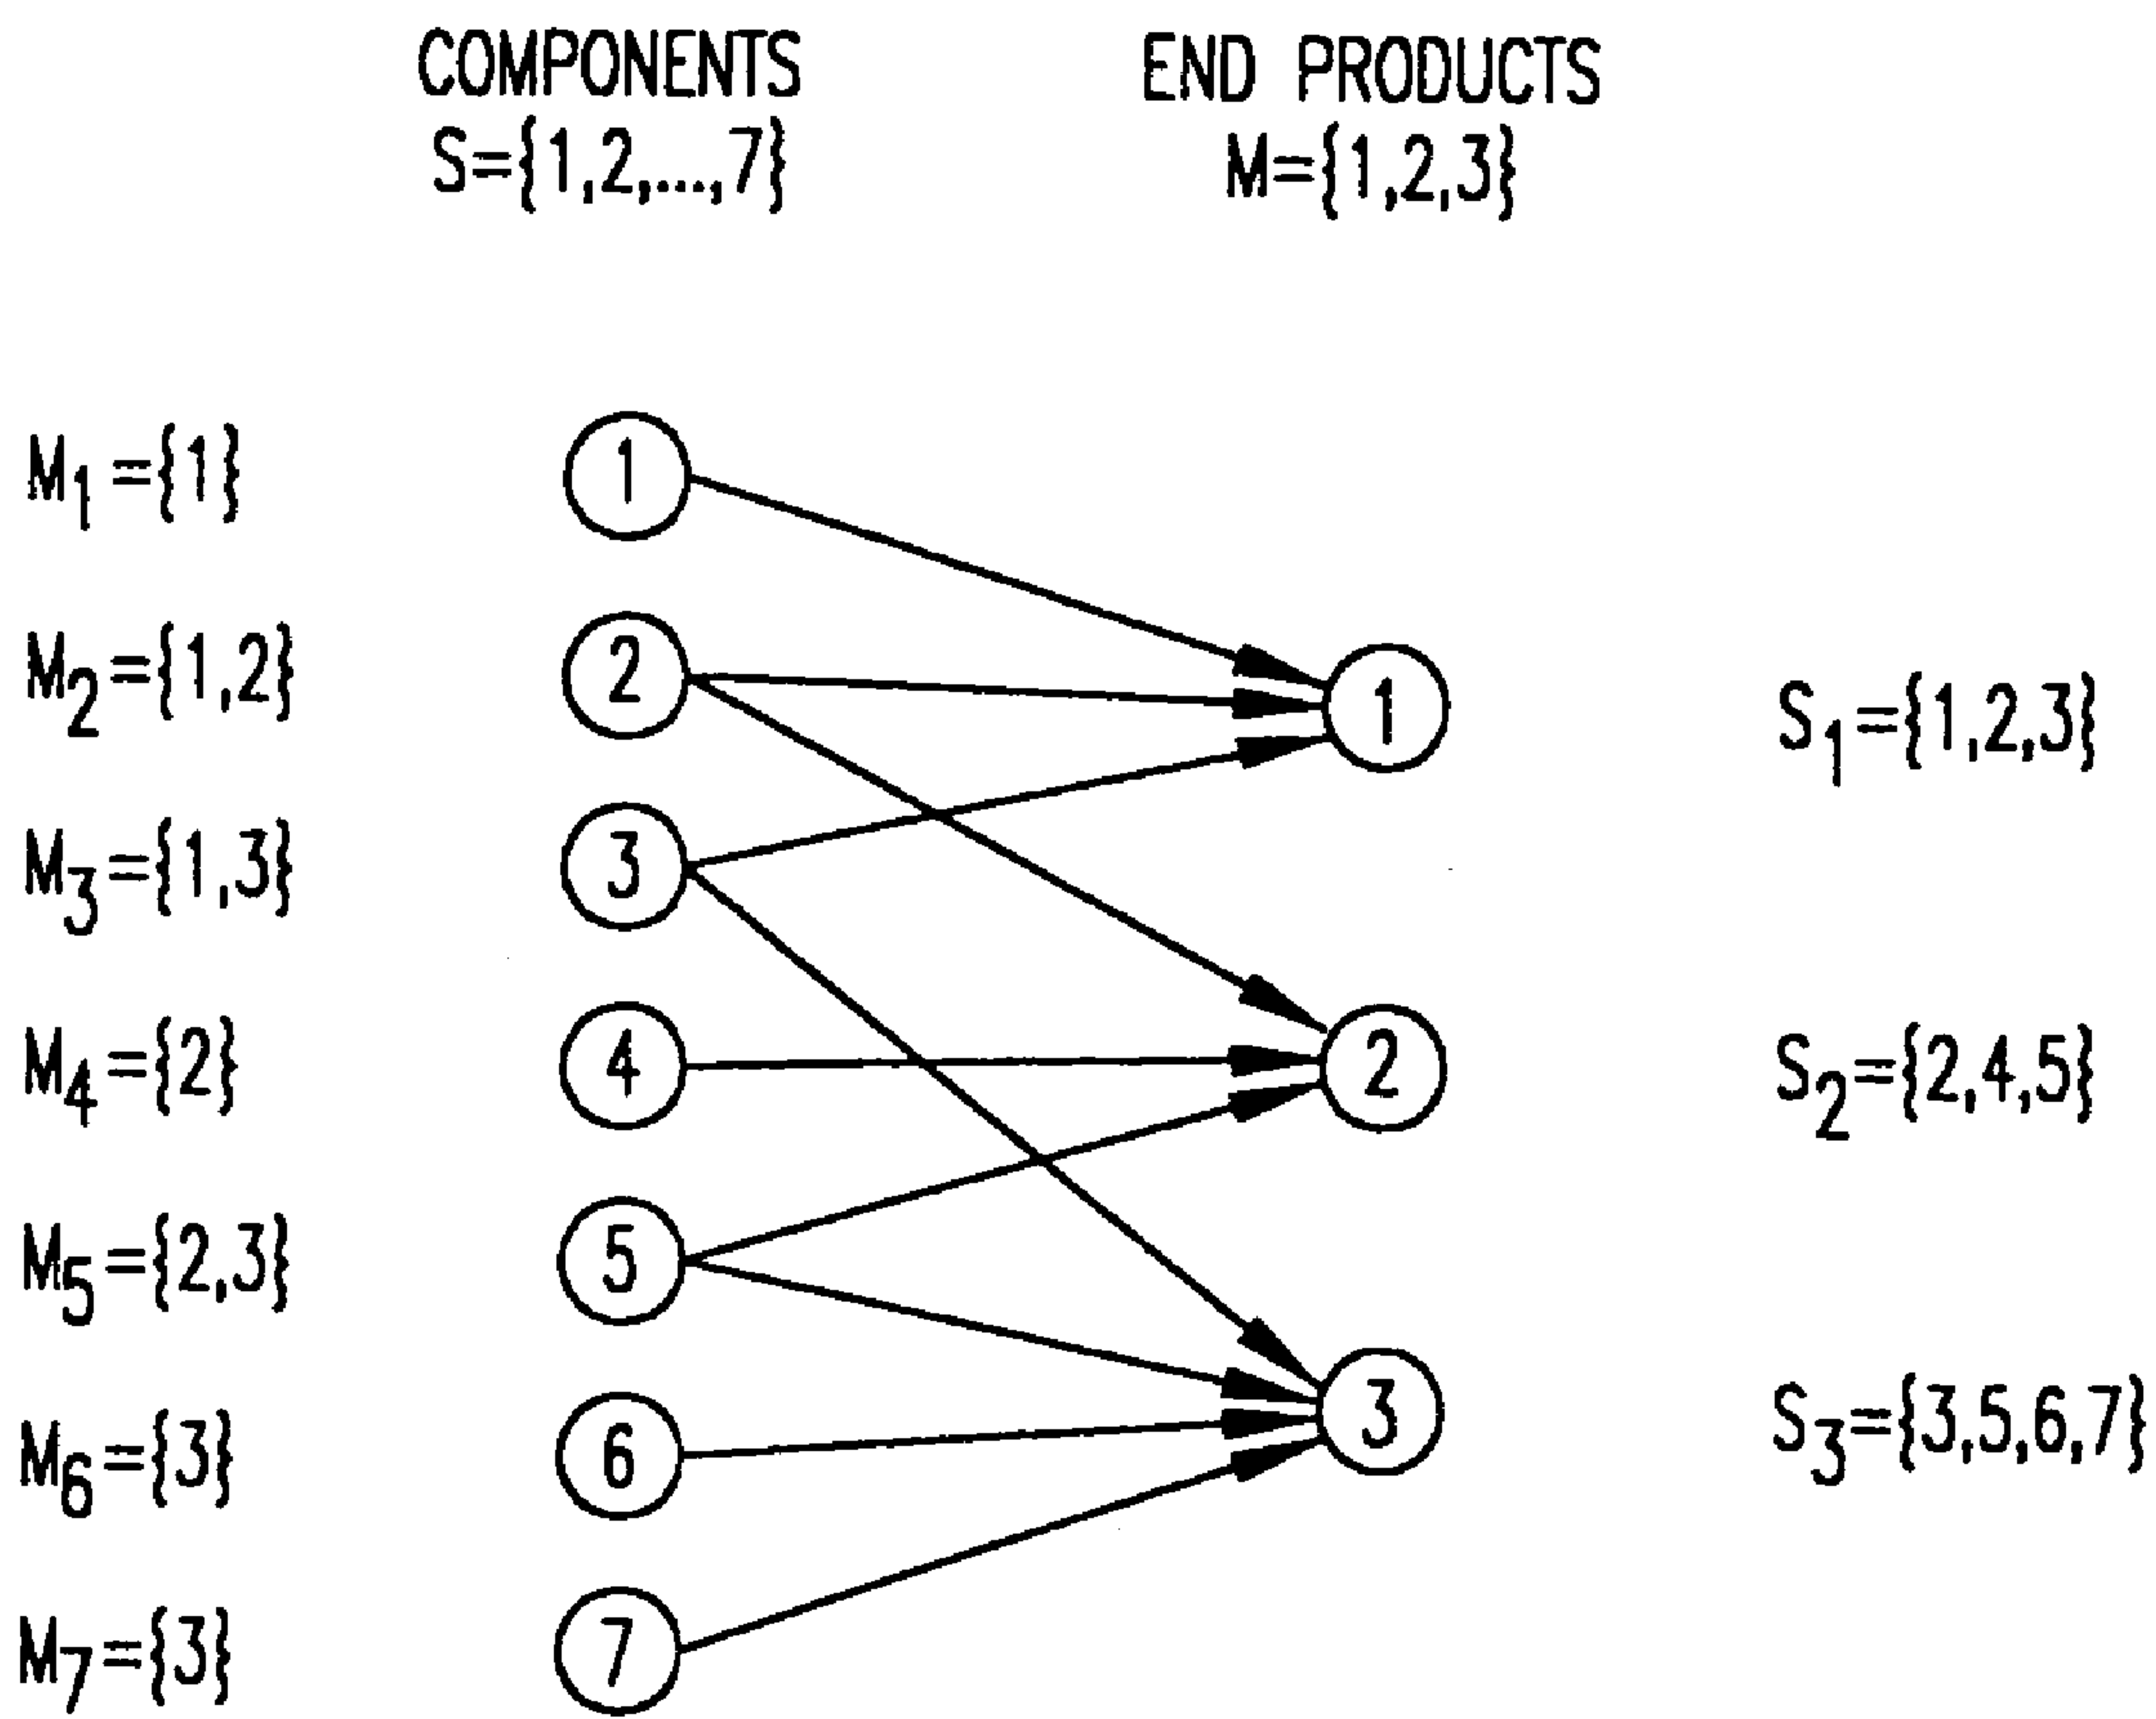 COMPONENTS
S={1,2,....,7}
END PRODUCTS
M={1,2,3}
M1={1}
M2={1,2}
M3={1,3}
M4={2}
M5={2,3}
M6={3}
M7={3}
1
2
3
4
5
6
7
1
2
3
S1={1,2,3}
S2={2,4,5}
S3={3,5,6,7}